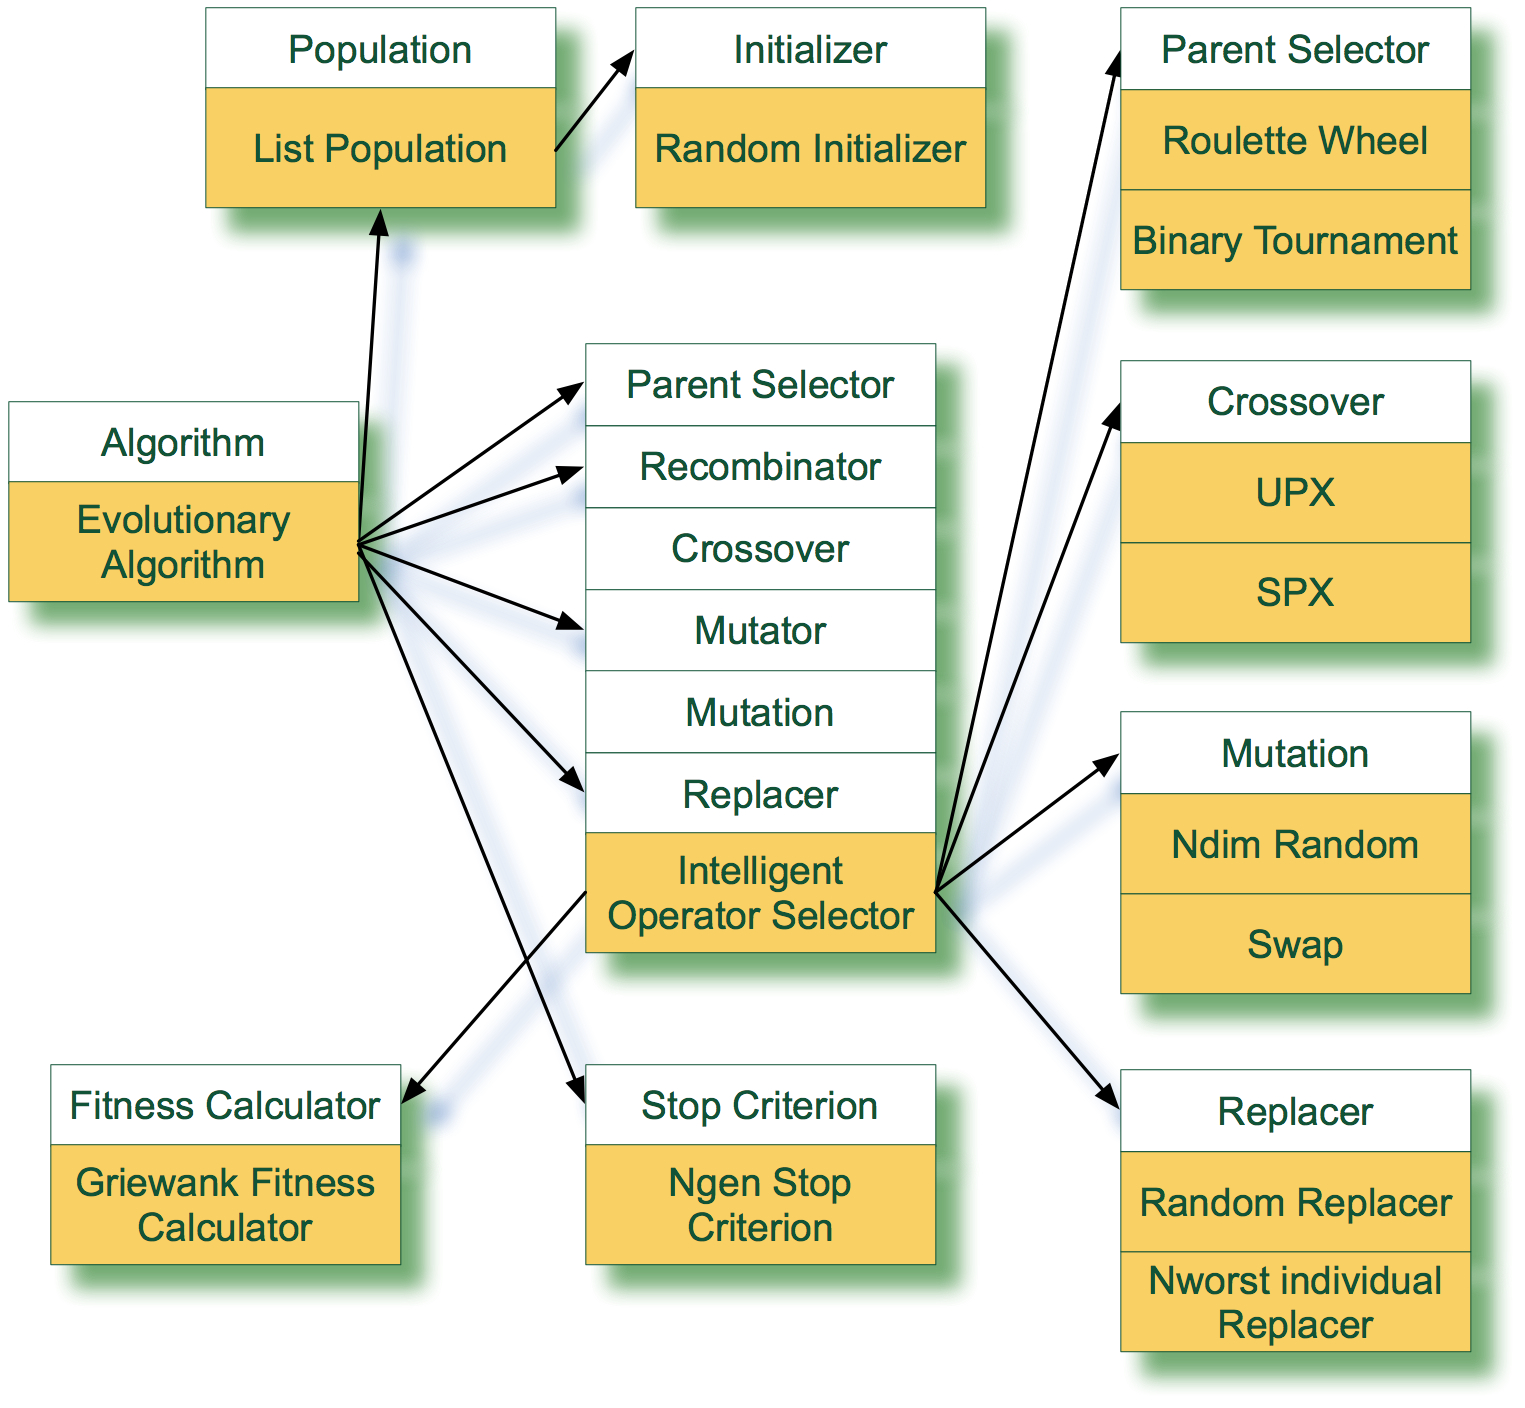 Population
List Population
Initializer
Random Initializer
Parent Selector
Roulette Wheel
Binary Tournament
Algorithm
Evolutionary
Algorithm
Parent Selector
Recombinator
Crossover
Mutator
Mutation
Replacer
Intelligent
Operator Selector
Crossover
UPX
SPX
Mutation
Ndim Random
Swap
Fitness Calculator
Griewank Fitness
Calculator
Stop Criterion
Ngen Stop
Criterion
Replacer
Random Replacer
Nworst individual
Replacer